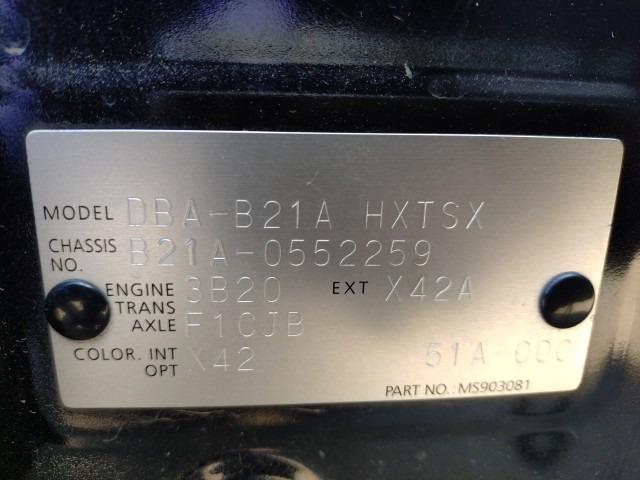 MODEL DBA-B21A HXTSX
CHASSIS NO. B21A-0552259
ENGINE 3B20 EXT X42A
TRANS AXLE F1CJB
COLOR. INT OPT X42 51A-00C
PART NO.: MS903081